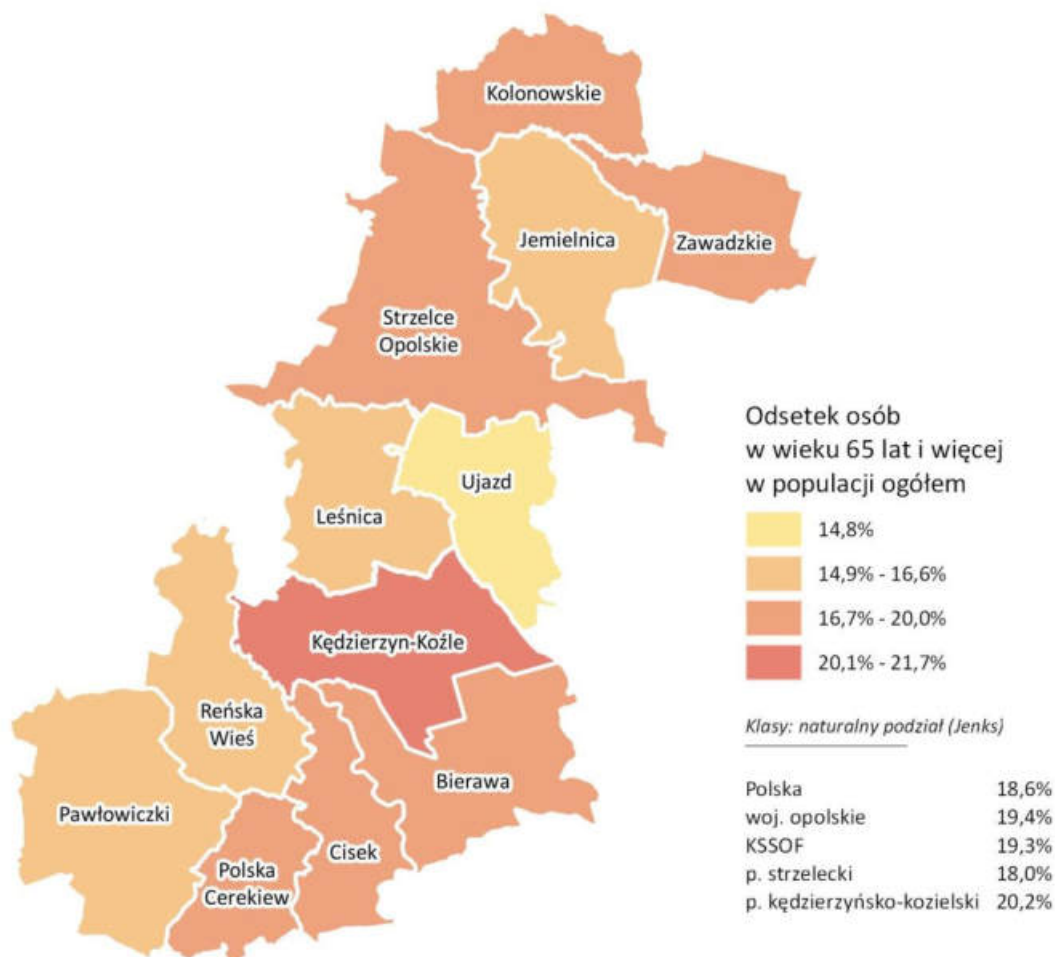 Kolonowskie
Jemielnica
Zawadzkie
Strzelce
Opolskie
Ujazd
Leśnica
Kędzierzyn-Koźle
Reńska
Wieś
Bierawa
Pawłowiczki
Cisek
Polska
Cerekiew
Odsetek osób
w wieku 65 lat i więcej
w populacji ogółem
14,8%
14,9% - 16,6%
16,7% - 20,0%
20,1% - 21,7%
Klasy: naturalny podział (Jenks)
Polska 18,6%
woj. opolskie 19,4%
KSSOF 19,3%
p. strzelecki 18,0%
p. kędzierzyńsko-kozielski 20,2%